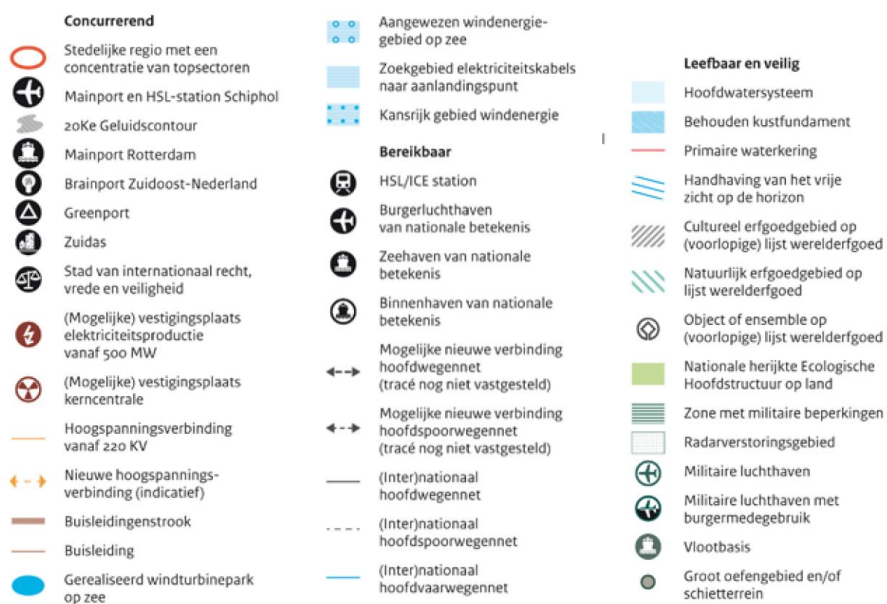 Concurrerend
Stedelijke regio met een
concentratie van topsectoren
Mainport en HSL-station Schiphol
20Ke Geluidscontour
Mainport Rotterdam
Brainport Zuidoost-Nederland
Greenport
Zuidas
Stad van internationaal recht,
vrede en veiligheid
(Mogelijke) vestigingsplaats
elektriciteitsproductie
vanaf 500 MW
(Mogelijke) vestigingsplaats
kerncentrale
Hoogspanningsverbinding
vanaf 220 KV
Nieuwe hoogspannings-
verbinding (indicatief)
Buisleidingenstrook
Buisleiding
Gerealiseerd windturbinepark
op zee
Aangewezen windenergie-
gebied op zee
Zoekgebied elektriciteitskabels
naar aanlandingspunt
Kansrijk gebied windenergie
Bereikbaar
HSL/ICE station
Burgerluchthaven
van nationale betekenis
Zeehaven van nationale
betekenis
Binnenhaven van nationale
betekenis
Mogelijke nieuwe verbinding
hoofdwegennet
(tracé nog niet vastgesteld)
Mogelijke nieuwe verbinding
hoofdspoorwegennet
(tracé nog niet vastgesteld)
(Inter)nationaal
hoofdwegennet
(Inter)nationaal
hoofdspoorwegennet
(Inter)nationaal
hoofdvaarwegennet
Leefbaar en veilig
Hoofdwatersysteem
Behouden kustfundament
Primaire waterkering
Handhaving van het vrije
zicht op de horizon
Cultureel erfgoedgebied op
(voorlopige) lijst werelderfgoed
Natuurlijk erfgoedgebied op
lijst werelderfgoed
Object of ensemble op
(voorlopige) lijst werelderfgoed
Nationale herijkte Ecologische
Hoofdstructuur op land
Zone met militaire beperkingen
Radarverstoringsgebied
Militaire luchthaven
Militaire luchthaven met
burgermedegebruik
Vlootbasis
Groot oefengebied en/of
schietterrein